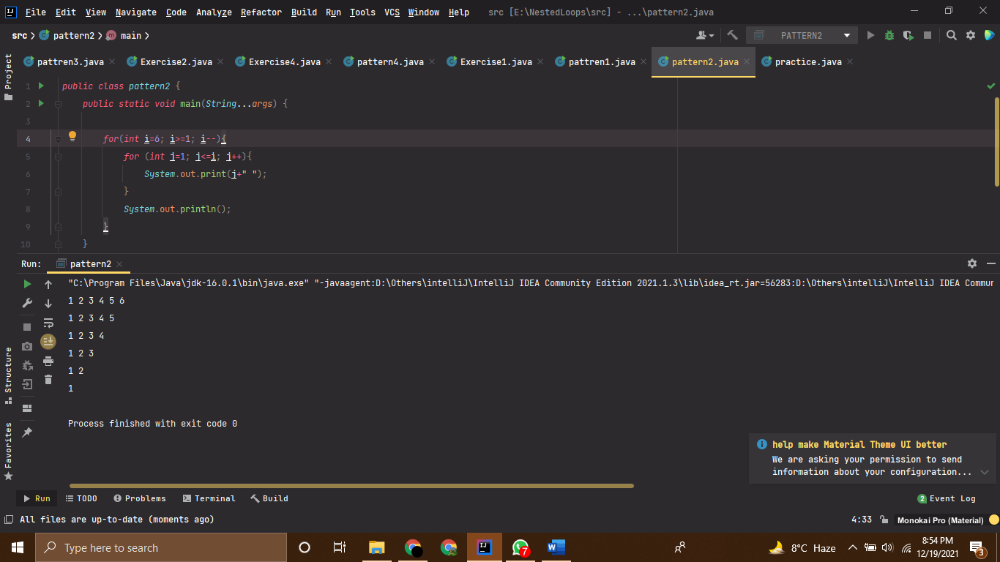 File Edit View Navigate Code Analyze Refactor Build Run Tools VCS Window Help src [E:\NestedLoops\src] - ...\pattern2.java
src pattern2 main PATTERN2
pattren3.java Exercise2.java Exercise4.java pattern4.java Exercise1.java pattren1.java pattern2.java practice.java
Project
1 public class pattern2 {
2 public static void main(String...args) {
3
4 for(int i=6; i>=1; i--){
5 for (int j=1; j<=i; j++){
6 System.out.print(j+" ");
7 }
8 System.out.println();
9 }
10 }
Run: pattern2
"C:\Program Files\Java\jdk-16.0.1\bin\java.exe" "-javaagent:D:\Others\intelliJ\IntelliJ IDEA Community Edition 2021.1.3\lib\idea_rt.jar=56283:D:\Others\intelliJ\IntelliJ IDEA Commun
1 2 3 4 5 6
1 2 3 4 5
1 2 3 4
1 2 3
1 2
1
Process finished with exit code 0
Structure
Favorites
help make Material Theme UI better
We are asking your permission to send
information about your configuration...
Run TODO Problems Terminal Build 2 Event Log
All files are up-to-date (moments ago) 4:33 Monokai Pro (Material)
Type here to search 7 8°C Haze 8:54 PM
12/19/2021 3